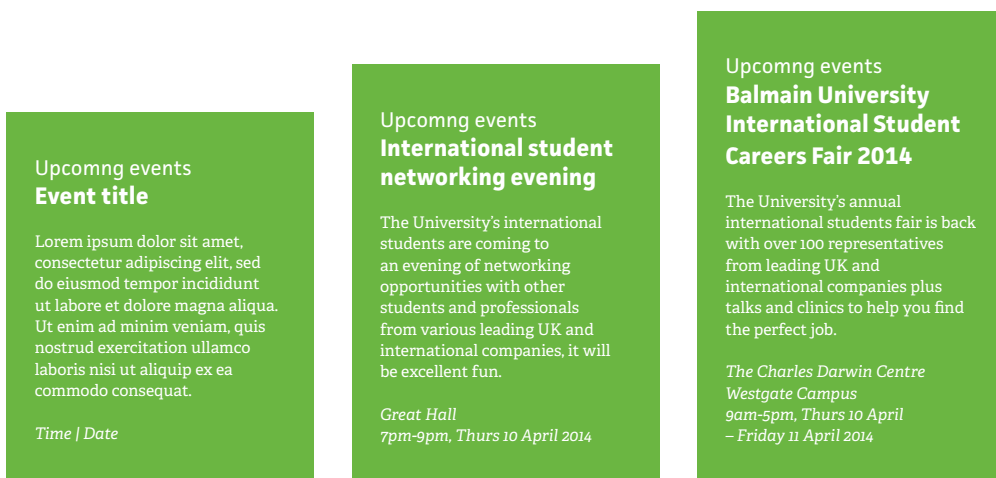 Upcomng events
Event title
Lorem ipsum dolor sit amet,
consectetur adipiscing elit, sed
do eiusmod tempor incididunt
ut labore et dolore magna aliqua.
Ut enim ad minim veniam, quis
nostrud exercitation ullamco
laboris nisi ut aliquip ex ea
commodo consequat.
Time | Date
Upcomng events
International student
networking evening
The University's international
students are coming to
an evening of networking
opportunities with other
students and professionals
from various leading UK and
international companies, it will
be excellent fun.
Great Hall
7pm-9pm, Thurs 10 April 2014
Upcomng events
Balmain University
International Student
Careers Fair 2014
The University's annual
international students fair is back
with over 100 representatives
from leading UK and
international companies plus
talks and clinics to help you find
the perfect job.
The Charles Darwin Centre
Westgate Campus
9am-5pm, Thurs 10 April
– Friday 11 April 2014